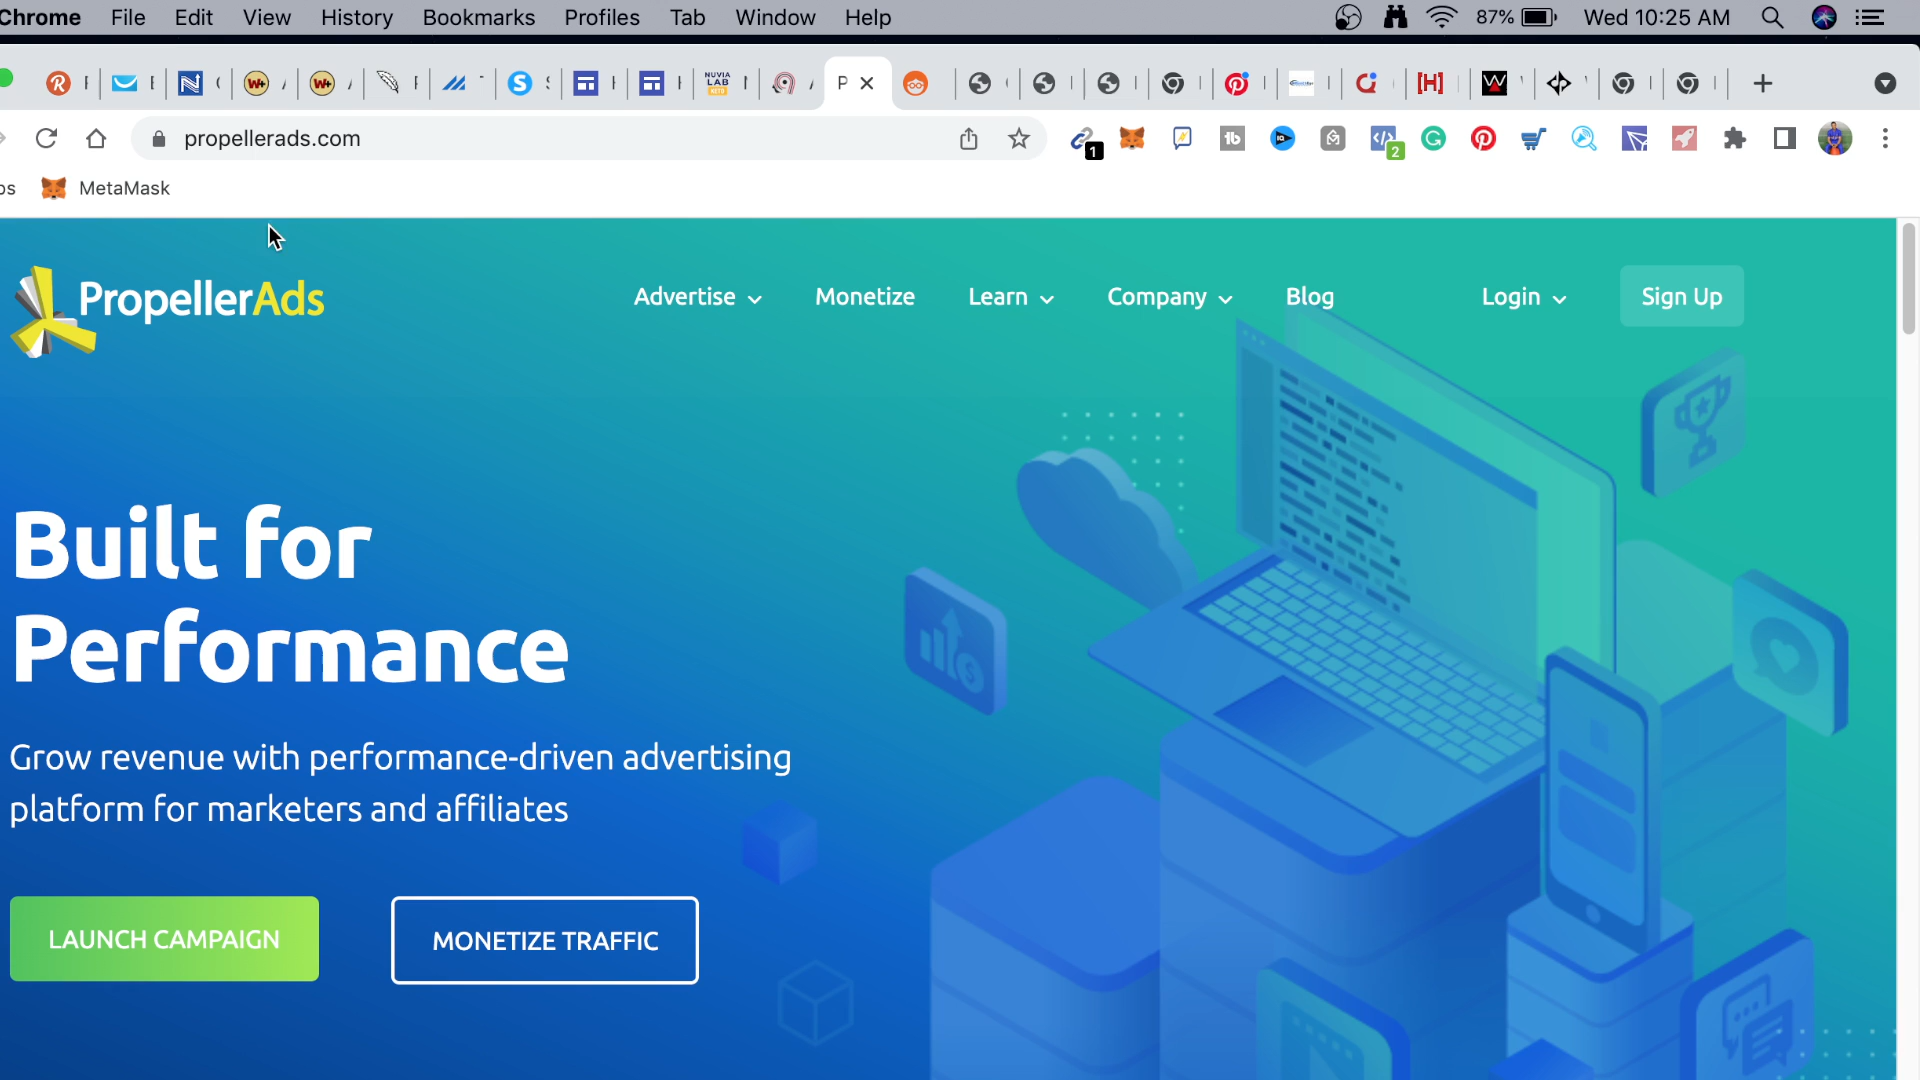 Chrome File Edit View History Bookmarks Profiles Tab Window Help 87% Wed 10:25 AM
propellerads.com
MetaMask
PropellerAds
Advertise Monetize Learn Company Blog Login Sign Up
Built for
Performance
Grow revenue with performance-driven advertising
platform for marketers and affiliates
LAUNCH CAMPAIGN MONETIZE TRAFFIC